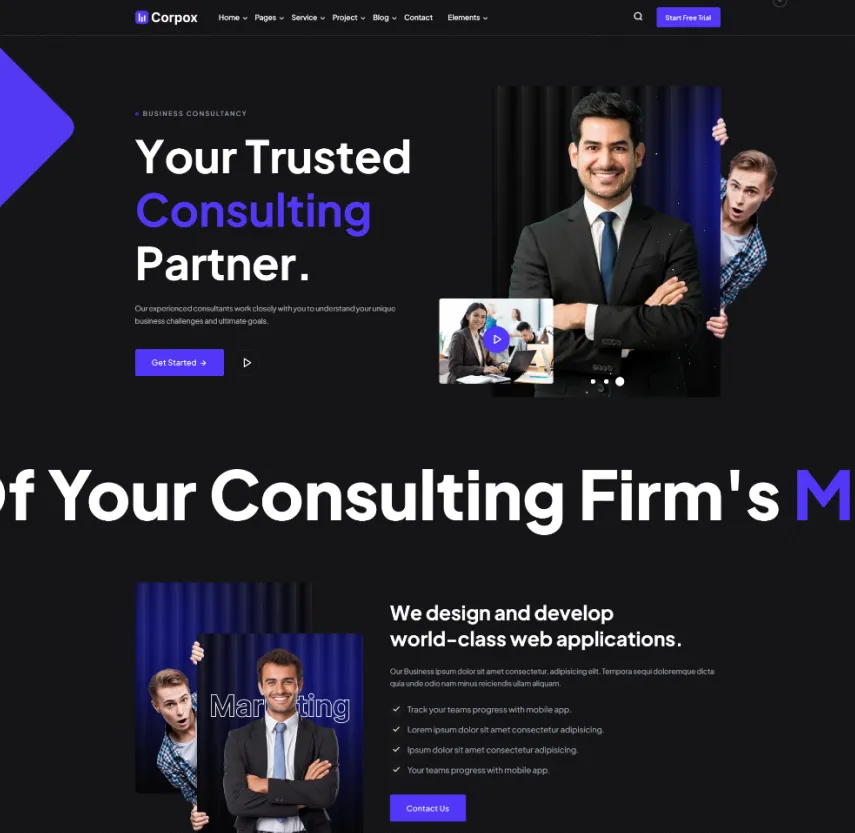 Corpox
Home Pages Service Project Blog Contact Elements
Start Free Trial
BUSINESS CONSULTANCY
Your Trusted
Consulting
Partner.
Our experienced consultants work closely with you to understand your unique
business challenges and ultimate goals.
Get Started →
Of Your Consulting Firm's M
We design and develop
world-class web applications.
Our Business ipsum dolor sit amet consectetur, adipisicing elit. Tempora sequi doloremque dicta
quia unde odio nam minus reiciendis ullam aliquam.
Track your teams progress with mobile app.
Lorem ipsum dolor sit amet consectetur adipisicing.
Ipsum dolor sit amet consectetur adipisicing.
Your teams progress with mobile app.
Contact Us